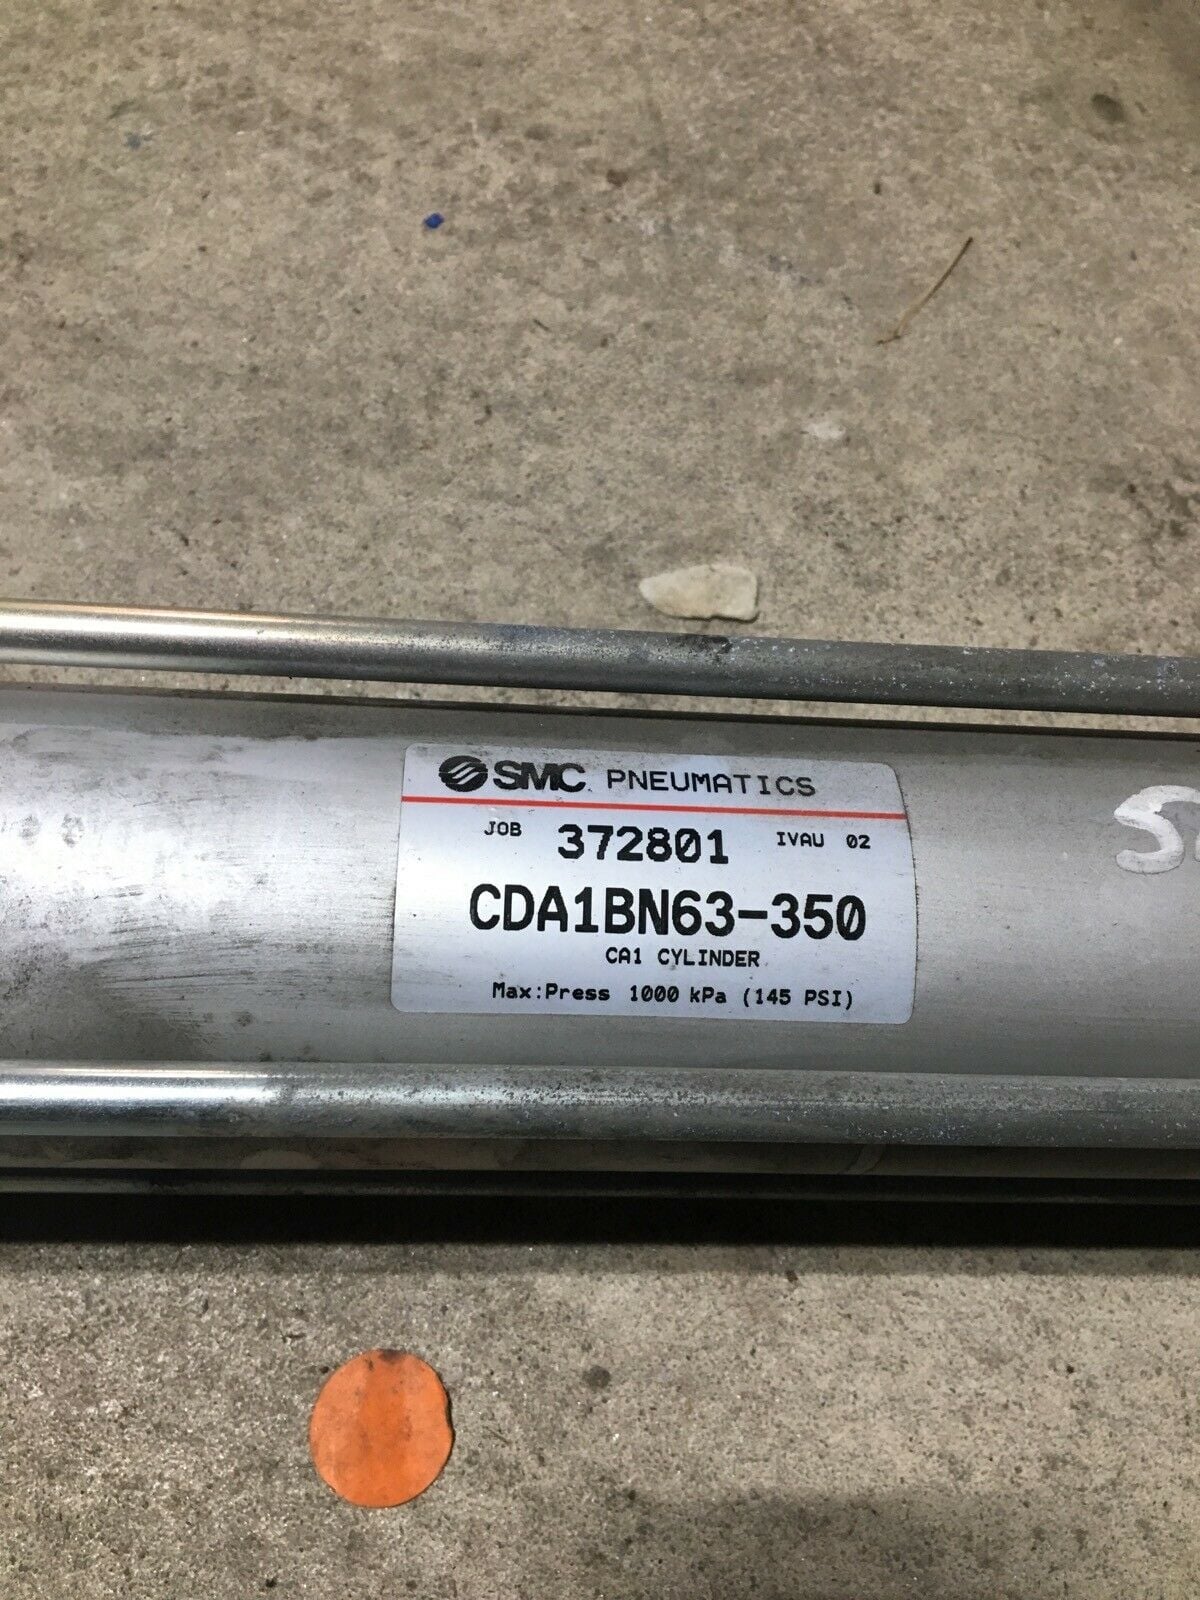 SMC PNEUMATICS
JOB 372801 IVAU 02
CDA1BN63-350
CA1 CYLINDER
Max:Press 1000 kPa (145 PSI)